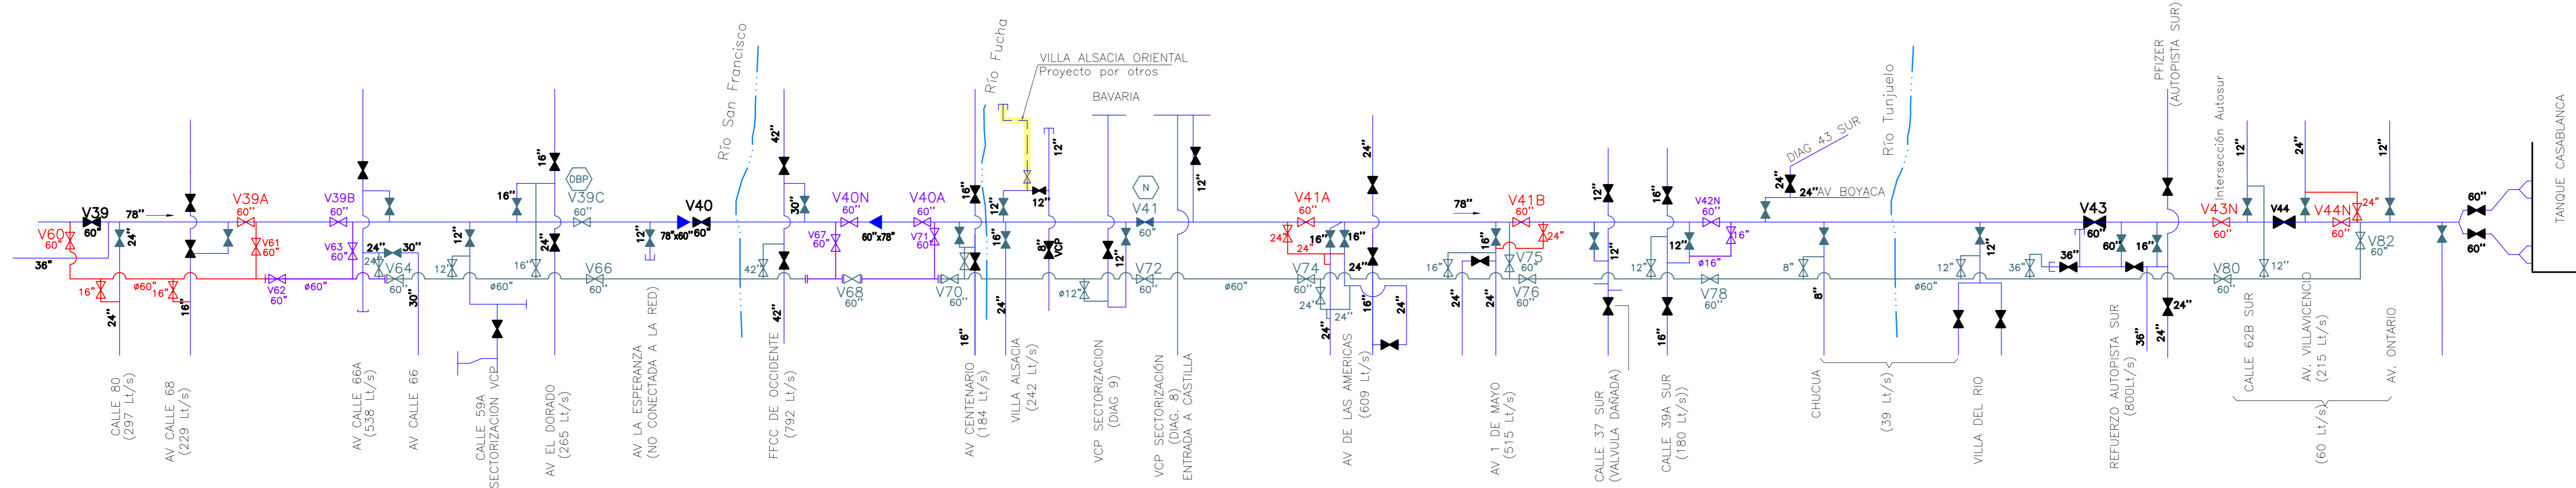 V39
60"
78"
V60
60"
36"
24"
16"
ø60"
16"
24"
16"
CALLE 80
(297 Lt/s)
AV CALLE 68
(229 Lt/s)
V39A
60"
V61
60"
V62
60"
V39B
60"
V63
60"
ø60"
24"
24"
30"
V64
60"
30"
AV CALLE 66A
(538 Lt/s)
AV CALLE 66
12"
12"
CALLE 59A
SECTORIZACION VCP
ø60"
16"
16"
16"
24"
DBP
V39C
60"
V66
60"
AV EL DORADO
(265 Lt/s)
12"
AV LA ESPERANZA
(NO CONECTADA A LA RED)
78"x60"
V40
60"
Río San Francisco
42"
30"
42'
42"
FFCC DE OCCIDENTE
(792 Lt/s)
V40N
60"
V67
60"
V68
60"
60"x78"
V40A
60"
V71
60"
V70
60"
16"
16"
AV CENTENARIO
(184 Lt/s)
Río Fucha
12"
16"
24"
VILLA ALSACIA
(242 Lt/s)
VILLA ALSACIA ORIENTAL
Proyecto por otros
12"
12"
6"
VCP
BAVARIA
12"
ø12"
VCP SECTORIZACION
(DIAG 9)
N
V41
60"
V72
60"
VCP SECTORIZACIÓN
(DIAG. 8)
ENTRADA A CASTILLA
12"
ø60"
V41A
60"
24"
24"
V74
60"
24'
24"
16"
16"
24"
24"
24"
16"
24"
AV DE LAS AMERICAS
(609 Lt/s)
78"
16"
16"
24"
24"
V41B
60"
24"
V75
60"
V76
60"
AV 1 DE MAYO
(515 Lt/s)
12"
12"
CALLE 37 SUR
(VALVULA DAÑADA)
16"
12"
12"
16"
CALLE 39A SUR
(180 Lt/s))
V42N
60"
16"
ø16"
V78
60"
DIAG 43 SUR
24"
24"
AV BOYACA
8"
8"
CHUCUA
(39 Lt/s)
Río Tunjuelo
ø60"
12"
12"
VILLA DEL RIO
36"
V43
60"
36"
60"
16"
36"
24"
24"
REFUERZO AUTOPISTA SUR
(800Lt/s)
PFIZER
(AUTOPISTA SUR)
Intersección Autosur
V43N
60"
V80
60"
12"
12"
CALLE 62B SUR
V44
24"
V44N
60"
24"
V82
60"
AV. VILLAVICENCIO
(215 Lt/s)
(60 Lt/s)
12"
AV. ONTARIO
60"
60"
TANQUE CASABLANCA